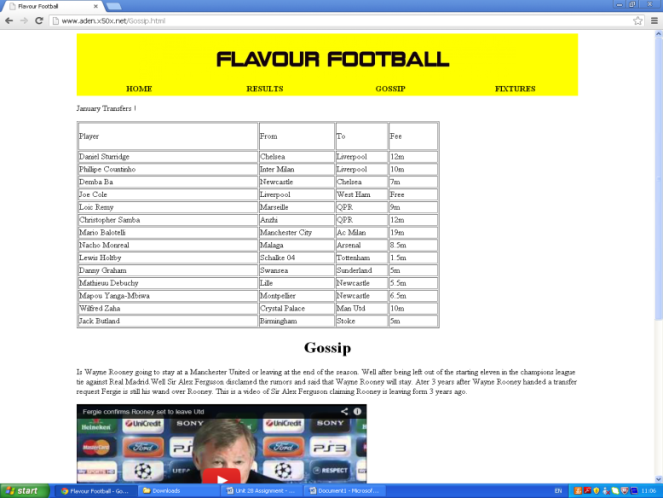 Flavour Football
www.aden.x50x.net/Gossip.html
FLAVOUR FOOTBALL
HOME RESULTS GOSSIP FIXTURES
January Transfers !
Player From To Fee
Daniel Sturridge Chelsea Liverpool 12m
Phillipe Coustinho Inter Milan Liverpool 10m
Demba Ba Newcastle Chelsea 7m
Joe Cole Liverpool West Ham Free
Loic Remy Marseille QPR 9m
Christopher Samba Anzhi QPR 12m
Mario Balotelli Manchester City Ac Milan 19m
Nacho Monreal Malaga Arsenal 8.5m
Lewis Holtby Schalke 04 Tottenham 1.5m
Danny Graham Swansea Sunderland 5m
Mathieuu Debuchy Lille Newcastle 5.5m
Mapou Yanga-Mbiwa Montpellier Newcastle 6.5m
Wilfred Zaha Crystal Palace Man Utd 10m
Jack Butland Birmingham Stoke 5m
Gossip
Is Wayne Rooney going to stay at a Manchester United or leaving at the end of the season. Well after being left out of the starting eleven in the champions league
tie against Real Madrid.Well Sir Alex Ferguson disclamed the rumors and said that Wayne Rooney will stay. Ater 3 years after Wayne Rooney handed a transfer
request Fergie is still his wand over Rooney. This is a video of Sir Alex Ferguson claiming Rooney is leaving form 3 years ago.
Fergie confirms Rooney set to leave Utd
Heineken UniCredit SONY UniCredit
MasterCard Ford PS3 MasterCard Ford PS3
RESPECT
start Flavour Football - Go... Downloads Unit 28 Assignment - ... Document1 - Microsof... EN 11:06